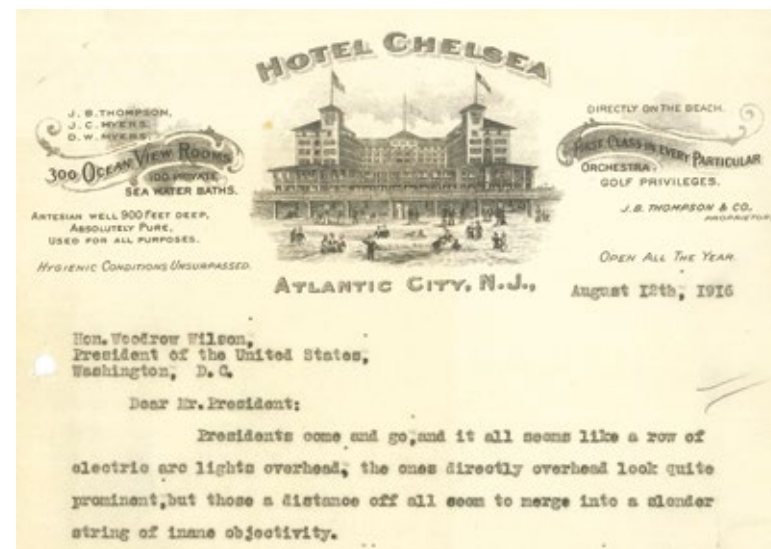 HOTEL CHELSEA
J. B. THOMPSON,
J. C. MYERS.
D. W. MYERS.
300 OCEAN VIEW ROOMS
100 PRIVATE
SEA WATER BATHS.
ARTESIAN WELL 900 FEET DEEP,
ABSOLUTELY PURE,
USED FOR ALL PURPOSES.
HYGIENIC CONDITIONS UNSURPASSED.
DIRECTLY ON THE BEACH.
FIRST CLASS IN EVERY PARTICULAR
ORCHESTRA.
GOLF PRIVILEGES.
J. B. THOMPSON & CO.,
PROPRIETORS
OPEN ALL THE YEAR.
ATLANTIC CITY, N.J.,
August 12th, 1916
Hon. Woodrow Wilson,
President of the United States,
Washington, D.C.
Dear Mr. President:
Presidents come and go, and it all seems like a row of
electric arc lights overhead, the ones directly overhead look quite
prominent, but those a distance off all seem to merge into a slender
string of inane objectivity.